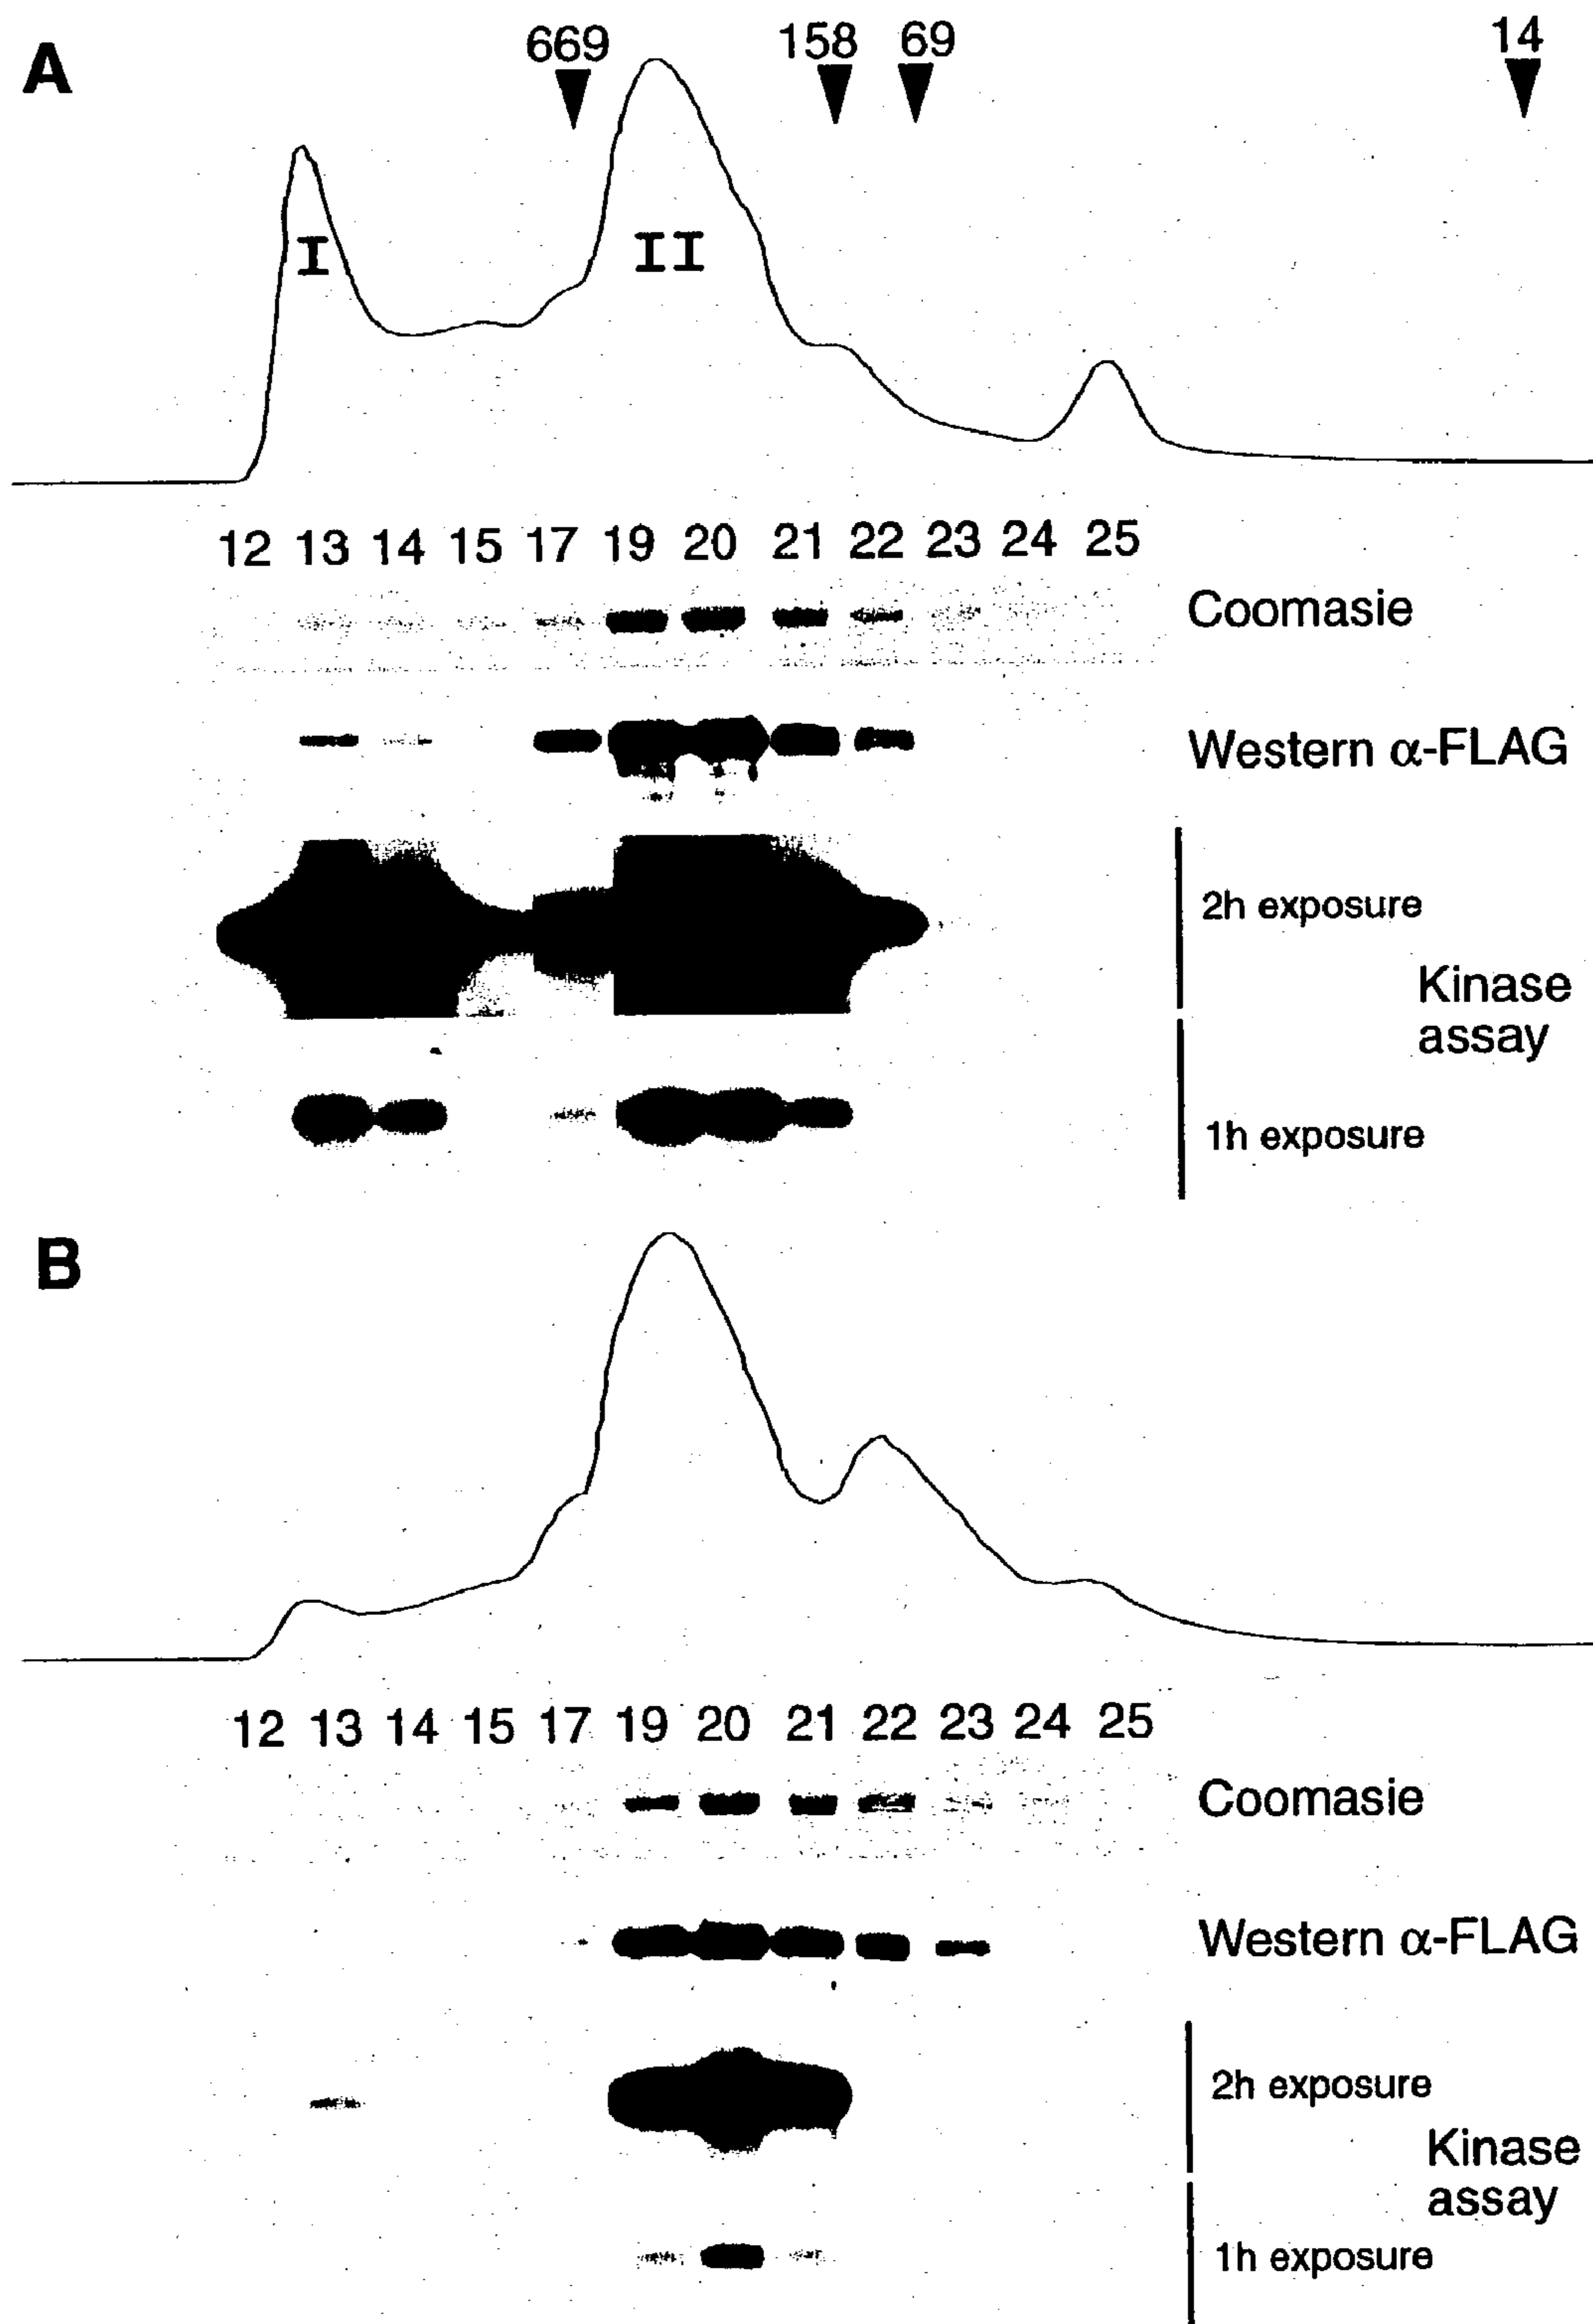 A
669 158 69 14
I II
12 13 14 15 17 19 20 21 22 23 24 25
Coomasie
Western α-FLAG
2h exposure
Kinase
assay
1h exposure
B
12 13 14 15 17 19 20 21 22 23 24 25
Coomasie
Western α-FLAG
2h exposure
Kinase
assay
1h exposure